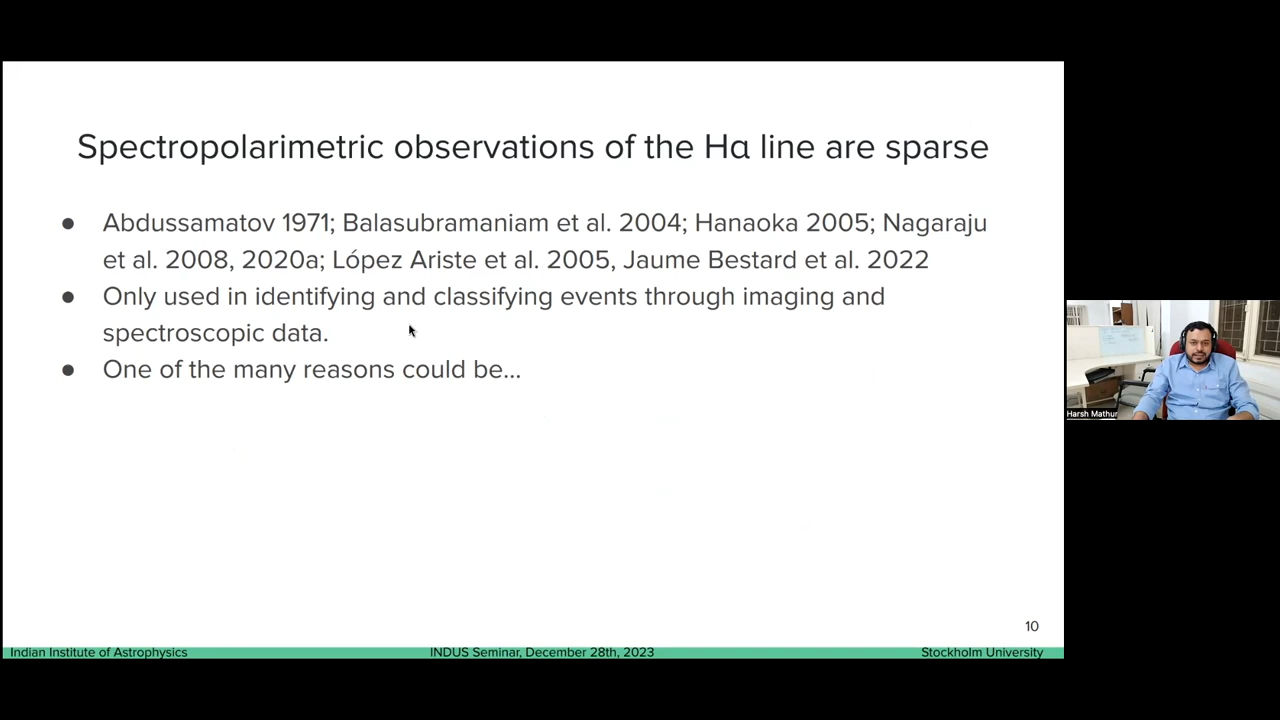 Spectropolarimetric observations of the Hα line are sparse
● Abdussamatov 1971; Balasubramaniam et al. 2004; Hanaoka 2005; Nagaraju
et al. 2008, 2020a; López Ariste et al. 2005, Jaume Bestard et al. 2022
● Only used in identifying and classifying events through imaging and
spectroscopic data.
● One of the many reasons could be...
10
Indian Institute of Astrophysics
INDUS Seminar, December 28th, 2023
Stockholm University
Harsh Mathur